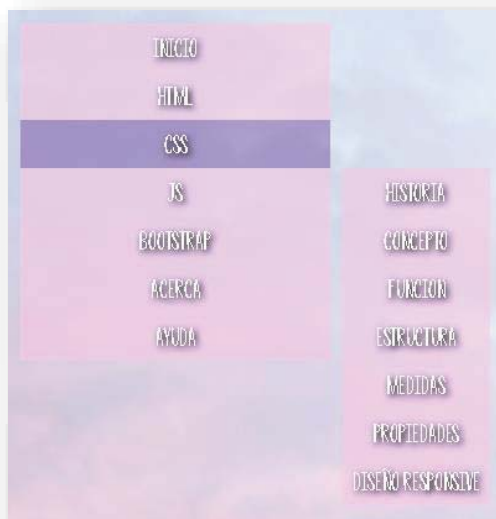 INICIO
HTML
CSS
JS
BOOTSTRAP
ACERCA
AYUDA
HISTORIA
CONCEPTO
FUNCION
ESTRUCTURA
MEDIDAS
PROPIEDADES
DISEÑO RESPONSIVE